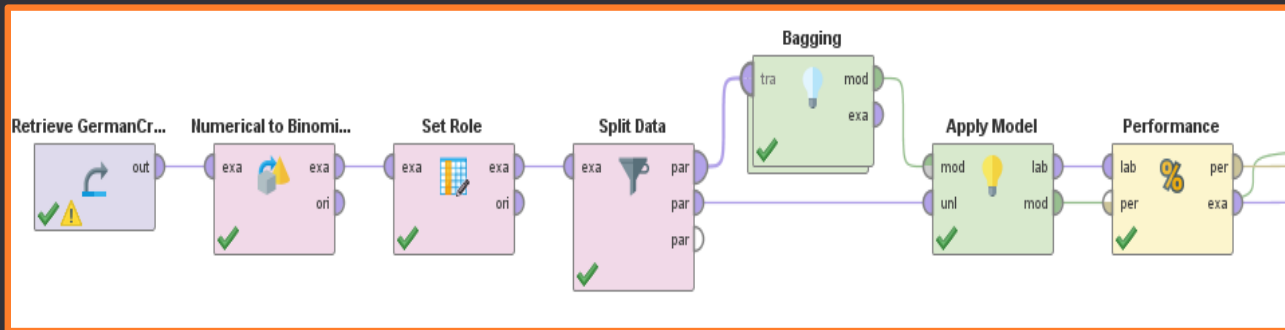 Bagging
tra mod
exa
Retrieve GermanCr...
out
Numerical to Binomi...
exa exa
ori
Set Role
exa exa
ori
Split Data
exa par
par
par
Apply Model
mod lab
unl mod
Performance
lab per
per exa
%